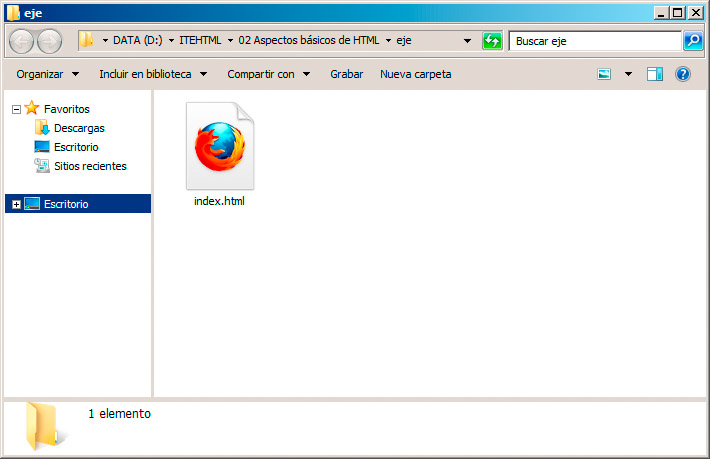 eje
DATA (D:) ITEHTML 02 Aspectos básicos de HTML eje
Buscar eje
Organizar Incluir en biblioteca Compartir con Grabar Nueva carpeta
Favoritos
Descargas
Escritorio
Sitios recientes
Escritorio
index.html
1 elemento